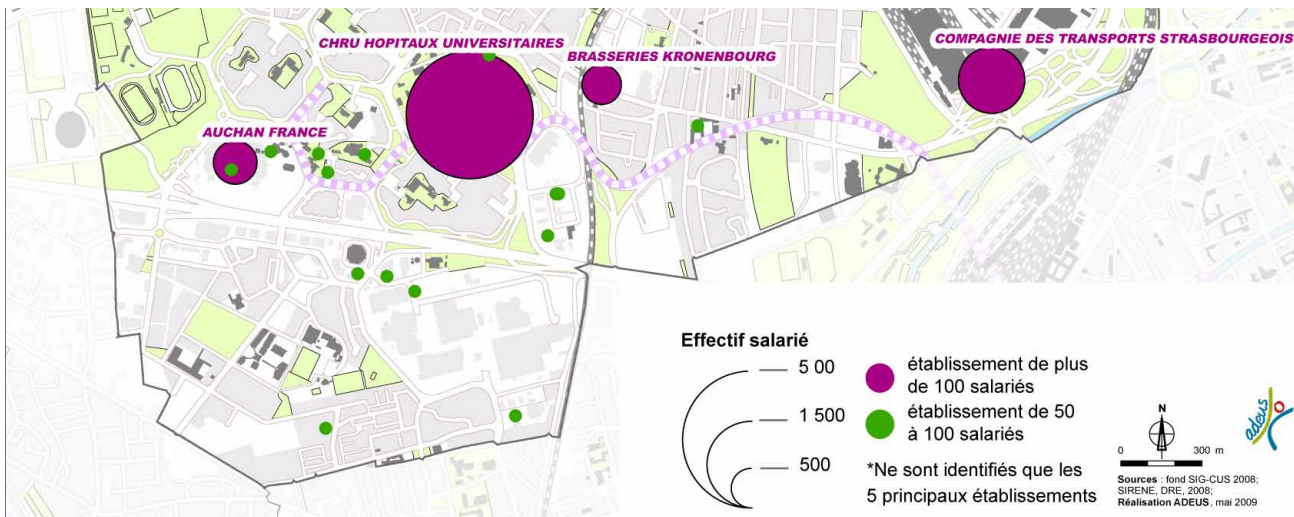 CHRU HOPITAUX UNIVERSITAIRES
COMPAGNIE DES TRANSPORTS STRASBOURGEOIS
BRASSERIES KRONENBOURG
AUCHAN FRANCE
Effectif salarié
5 00
1 500
500
établissement de plus
de 100 salariés
établissement de 50
à 100 salariés
*Ne sont identifiés que les
5 principaux établissements
N
0 300 m
Sources : fond SIG-CUS 2008;
SIRENE, DRE, 2008;
Réalisation ADEUS, mai 2009
adeus